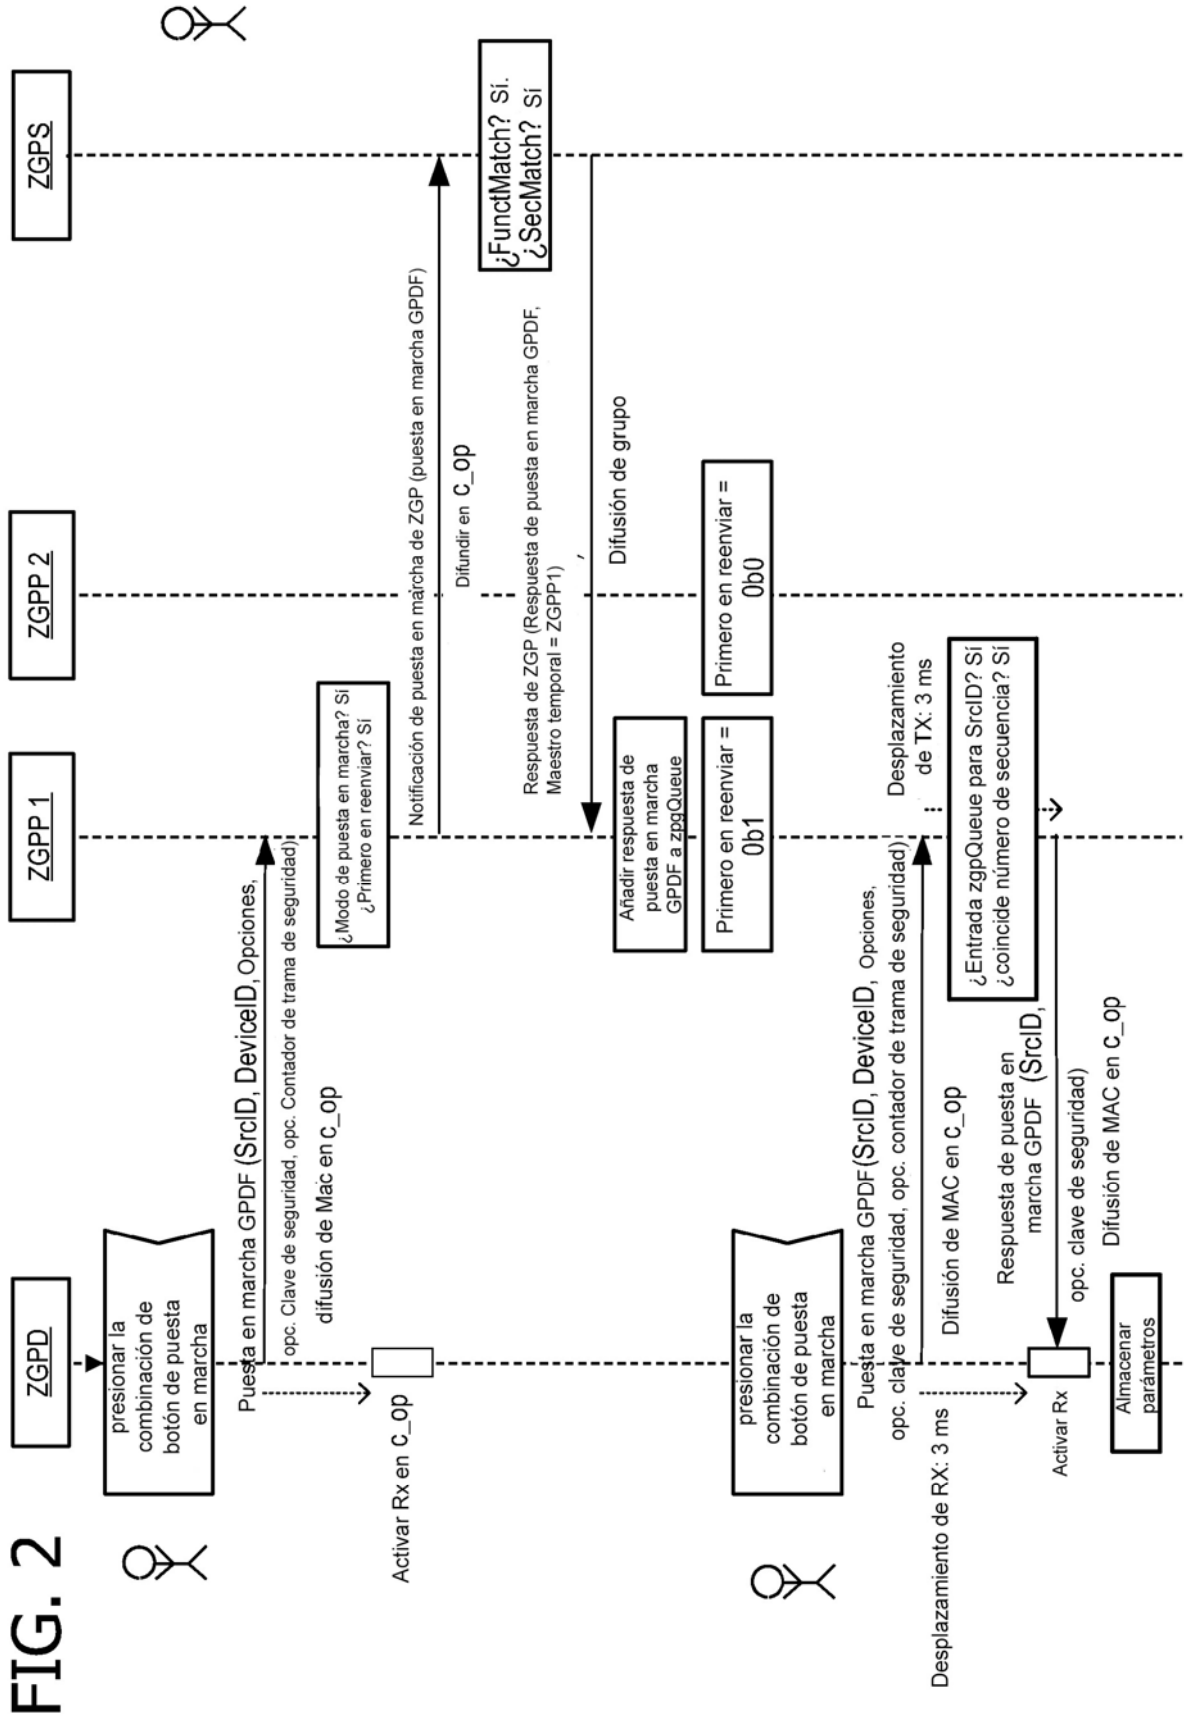 FIG. 2
ZGPD
ZGPP 1
ZGPP 2
ZGPS
presionar la
combinación de
botón de puesta
en marcha
Puesta en marcha GPDF (SrcID, DeviceID, Opciones,
opc. Clave de seguridad, opc. Contador de trama de seguridad)
difusión de Mac en C_op
Activar Rx en C_op
¿Modo de puesta en marcha? Sí
¿Primero en reenviar? Sí
Notificación de puesta en marcha de ZGP (puesta en marcha GPDF)
Difundir en C_op
¿FunctMatch? Sí.
¿SecMatch? Sí
Respuesta de ZGP (Respuesta de puesta en marcha GPDF,
Maestro temporal = ZGPP1)
,
Difusión de grupo
Añadir respuesta de
puesta en marcha
GPDF a zpgQueue
Primero en reenviar =
0b1
Primero en reenviar =
0b0
presionar la
combinación de
botón de puesta
en marcha
Puesta en marcha GPDF(SrcID, DeviceID, Opciones,
opc. clave de seguridad, opc. contador de trama de seguridad)
Difusión de MAC en C_op
Desplazamiento de RX: 3 ms
Desplazamiento
de TX: 3 ms
¿Entrada zgpQueue para SrcID? Sí
¿coincide número de secuencia? Sí
Respuesta de puesta en
marcha GPDF (SrcID,
opc. clave de seguridad)
Difusión de MAC en C_op
Activar Rx
Almacenar
parámetros